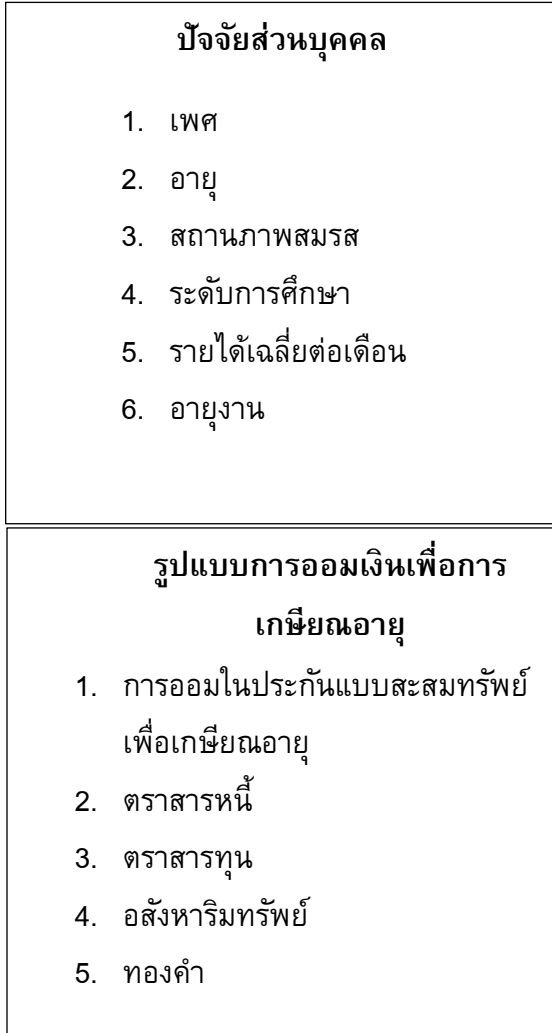 ปัจจัยส่วนบุคคล
1. เพศ
2. อายุ
3. สถานภาพสมรส
4. ระดับการศึกษา
5. รายได้เฉลี่ยต่อเดือน
6. อายุงาน
รูปแบบการออมเงินเพื่อการ
เกษียณอายุ
1. การออมในประกันแบบสะสมทรัพย์
เพื่อเกษียณอายุ
2. ตราสารหนี้
3. ตราสารทุน
4. อสังหาริมทรัพย์
5. ทองคำ